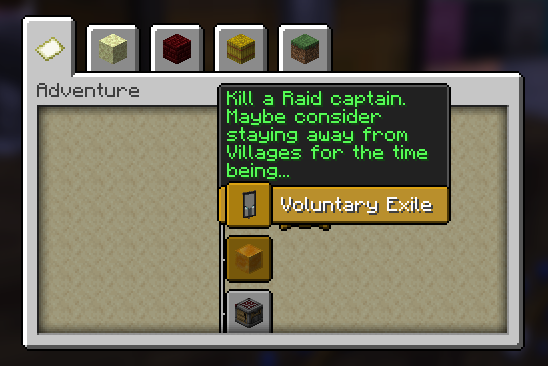 Adventure
Kill a Raid captain.
Maybe consider
staying away from
Villages for the time
being...
Voluntary Exile